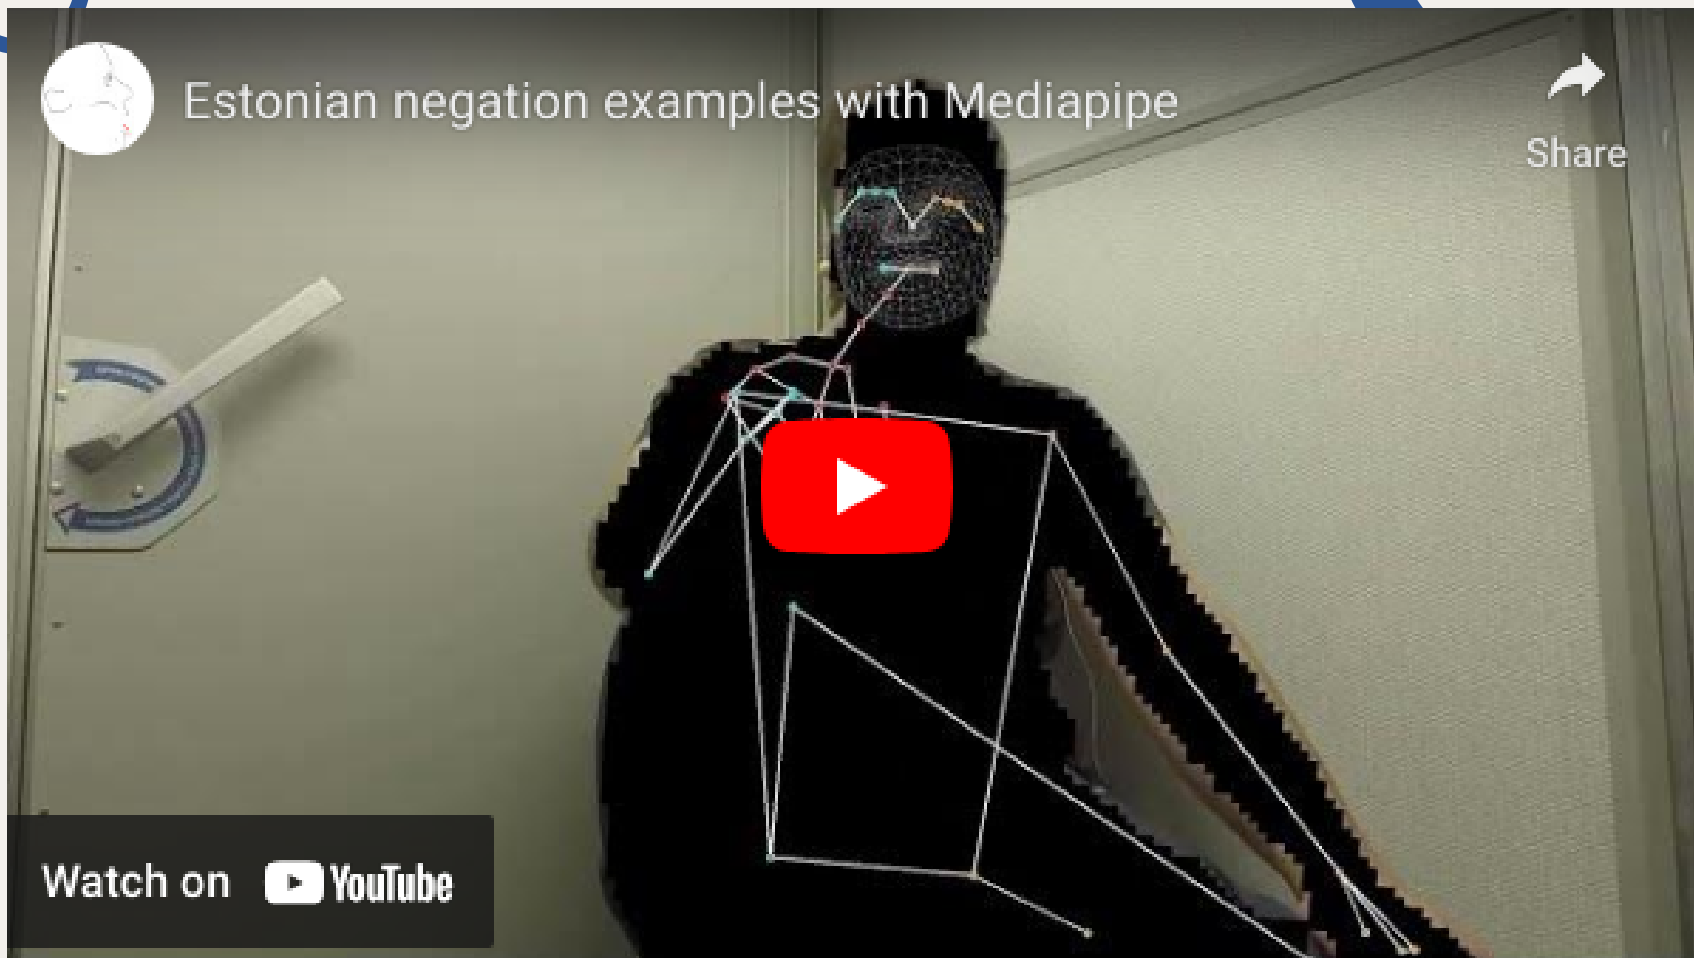 Estonian negation examples with Mediapipe
Share
Watch on YouTube